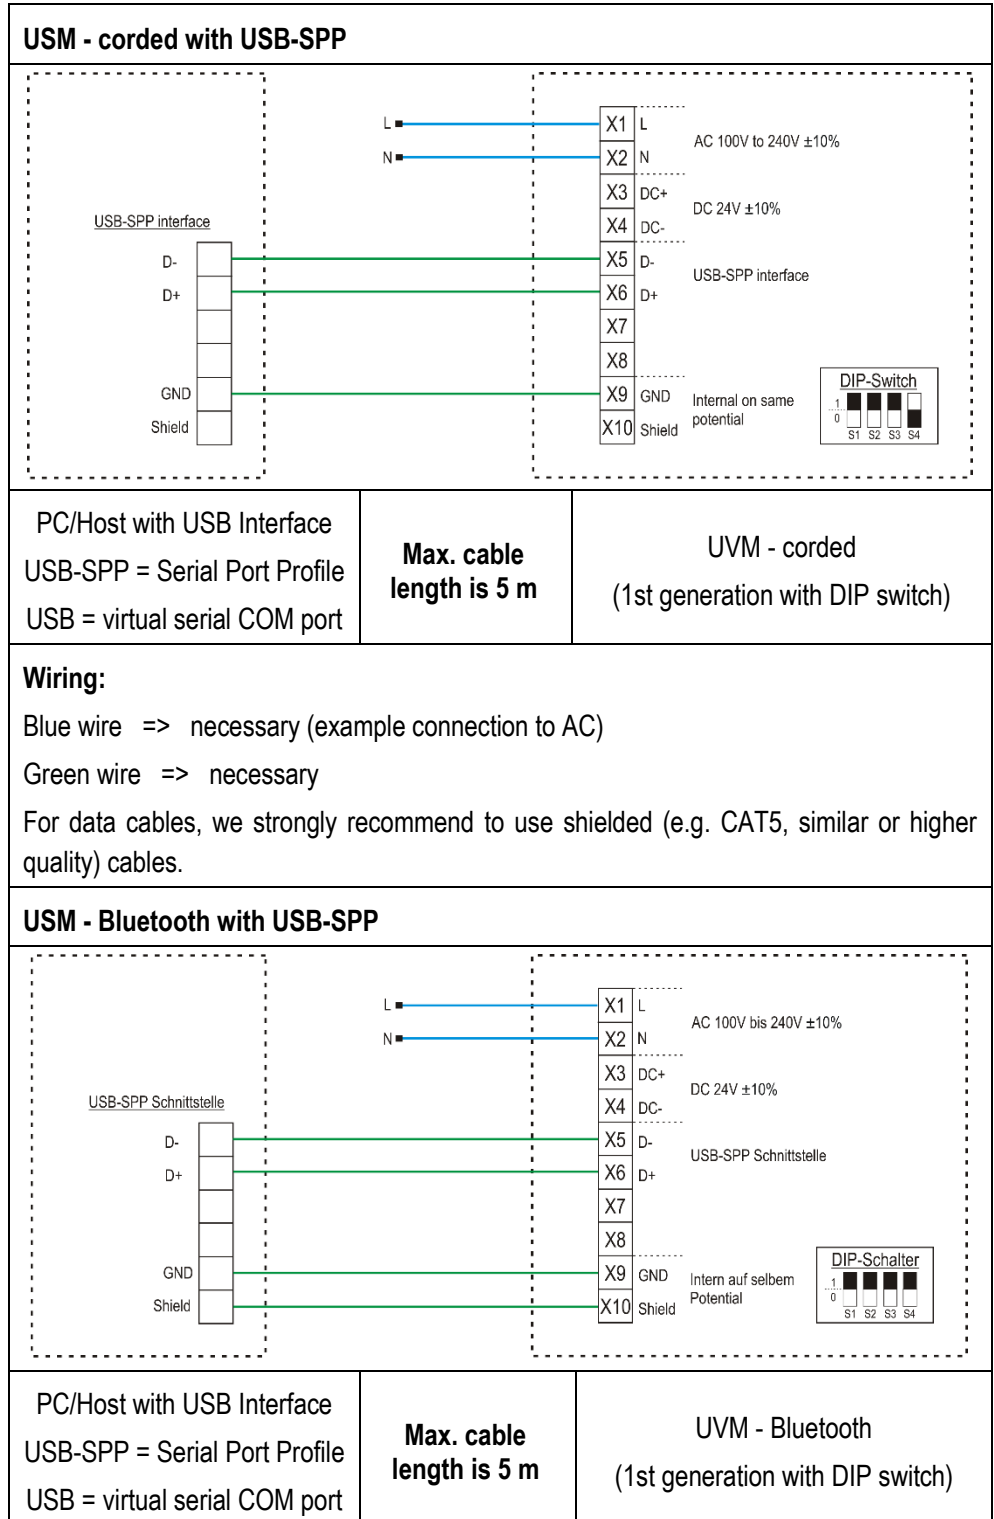 USM - corded with USB-SPP
L
N
X1 L
X2 N
AC 100V to 240V ±10%
X3 DC+
X4 DC-
DC 24V ±10%
USB-SPP interface
D-
D+
GND
Shield
X5 D-
X6 D+
USB-SPP interface
X7
X8
X9 GND
X10 Shield
Internal on same
potential
DIP-Switch
1
0
S1 S2 S3 S4
PC/Host with USB Interface
USB-SPP = Serial Port Profile
USB = virtual serial COM port
Max. cable
length is 5 m
UVM - corded
(1st generation with DIP switch)
Wiring:
Blue wire => necessary (example connection to AC)
Green wire => necessary
For data cables, we strongly recommend to use shielded (e.g. CAT5, similar or higher
quality) cables.
USM - Bluetooth with USB-SPP
L
N
X1 L
X2 N
AC 100V bis 240V ±10%
X3 DC+
X4 DC-
DC 24V ±10%
USB-SPP Schnittstelle
D-
D+
GND
Shield
X5 D-
X6 D+
USB-SPP Schnittstelle
X7
X8
X9 GND
X10 Shield
Intern auf selbem
Potential
DIP-Schalter
1
0
S1 S2 S3 S4
PC/Host with USB Interface
USB-SPP = Serial Port Profile
USB = virtual serial COM port
Max. cable
length is 5 m
UVM - Bluetooth
(1st generation with DIP switch)